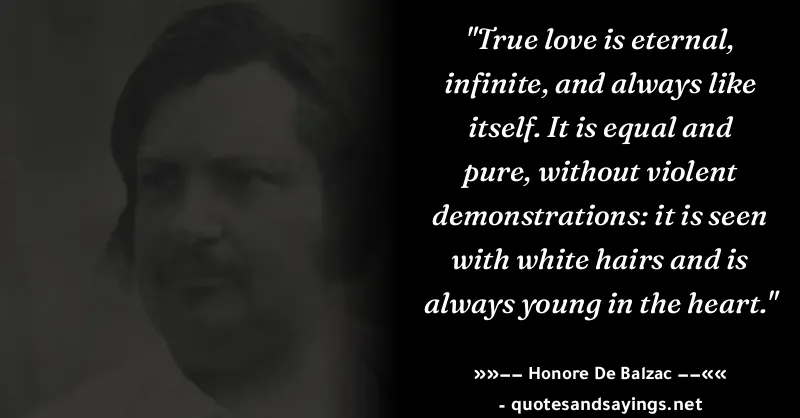 "True love is eternal,
infinite, and always like
itself. It is equal and
pure, without violent
demonstrations: it is seen
with white hairs and is
always young in the heart."
»»–– Honore De Balzac ––««
- quotesandsayings.net